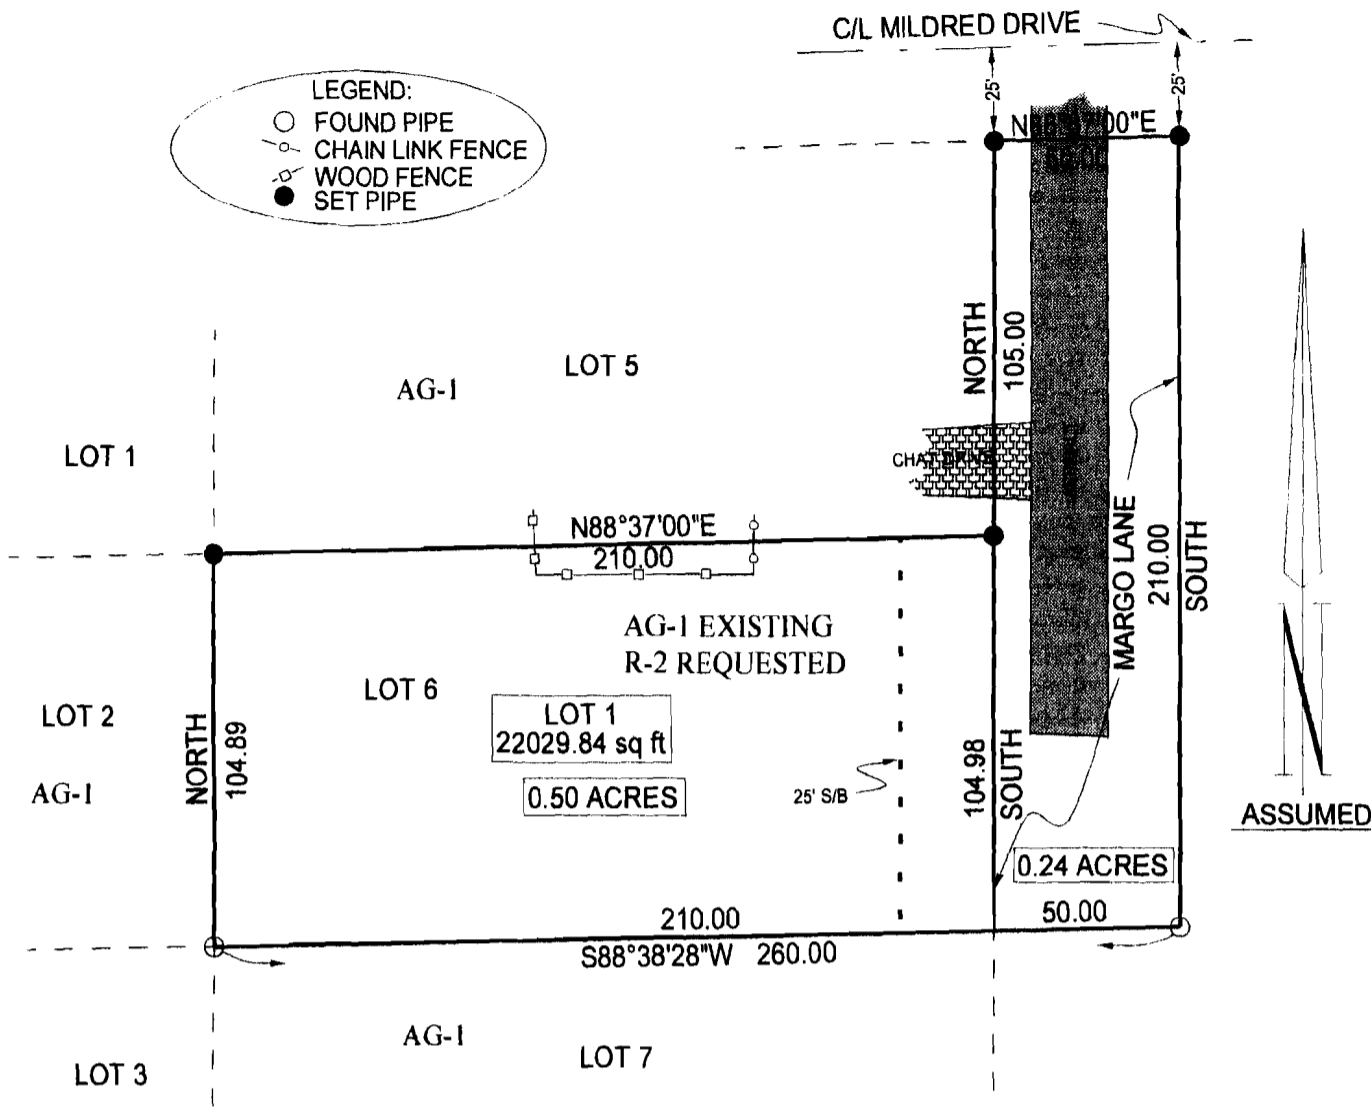 C/L MILDRED DRIVE
LEGEND:
FOUND PIPE
CHAIN LINK FENCE
WOOD FENCE
SET PIPE
25'
25'
00"E
NORTH
105.00
LOT 5
AG-1
LOT 1
CHAT DRIVE
N88°37'00"E
210.00
MARGO LANE
210.00
SOUTH
AG-1 EXISTING
R-2 REQUESTED
LOT 6
LOT 2
LOT 1
22029.84 sq ft
NORTH
104.89
0.50 ACRES
AG-1
25' S/B
104.98
SOUTH
ASSUMED
0.24 ACRES
210.00
50.00
S88°38'28"W 260.00
AG-1
LOT 7
LOT 3